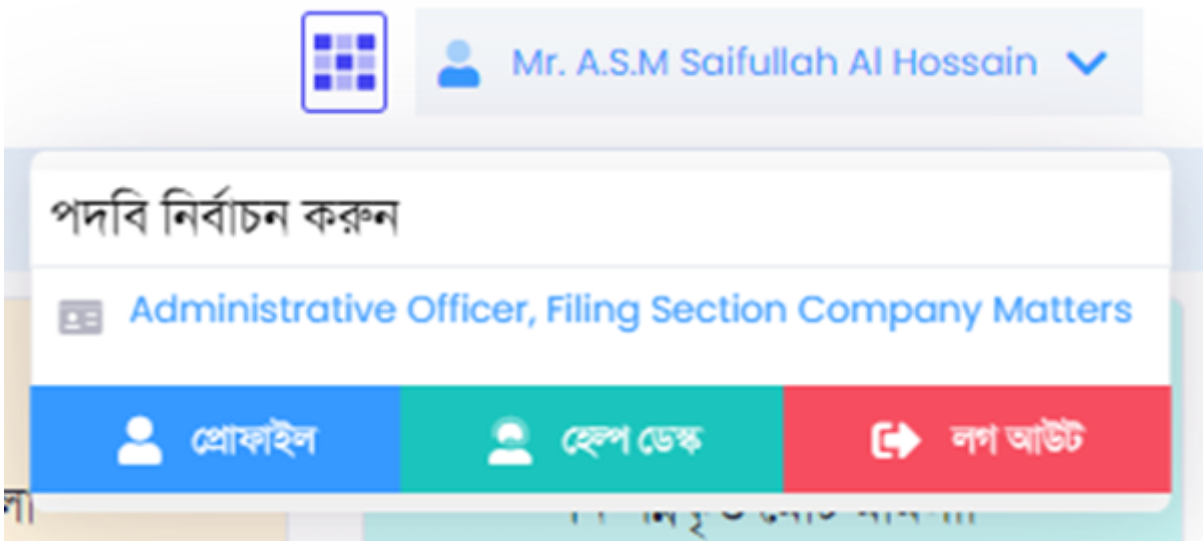 Mr. A.S.M Saifullah Al Hossain
পদবি নির্বাচন করুন
Administrative Officer, Filing Section Company Matters
প্রোফাইল হেল্প ডেস্ক লগ আউট
লা